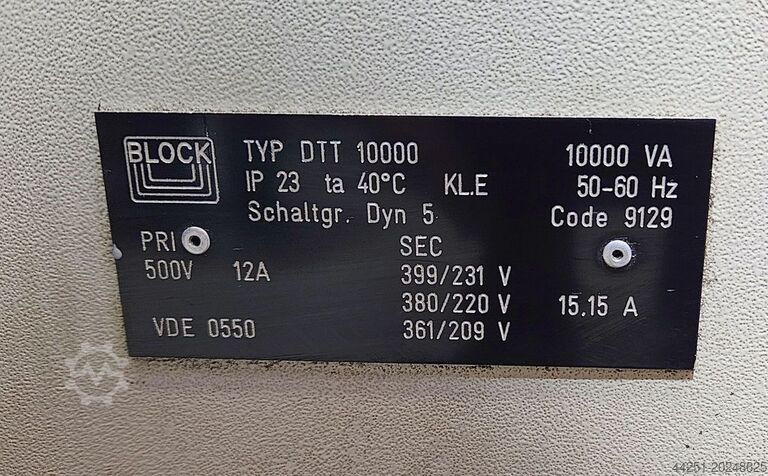 BLOCK
TYP DTT 10000 10000 VA
IP 23 ta 40°C KL.E 50-60 Hz
Schaltgr. Dyn 5 Code 9129
PRI SEC
500V 12A 399/231 V
380/220 V 15.15 A
VDE 0550 361/209 V
44251-20248626